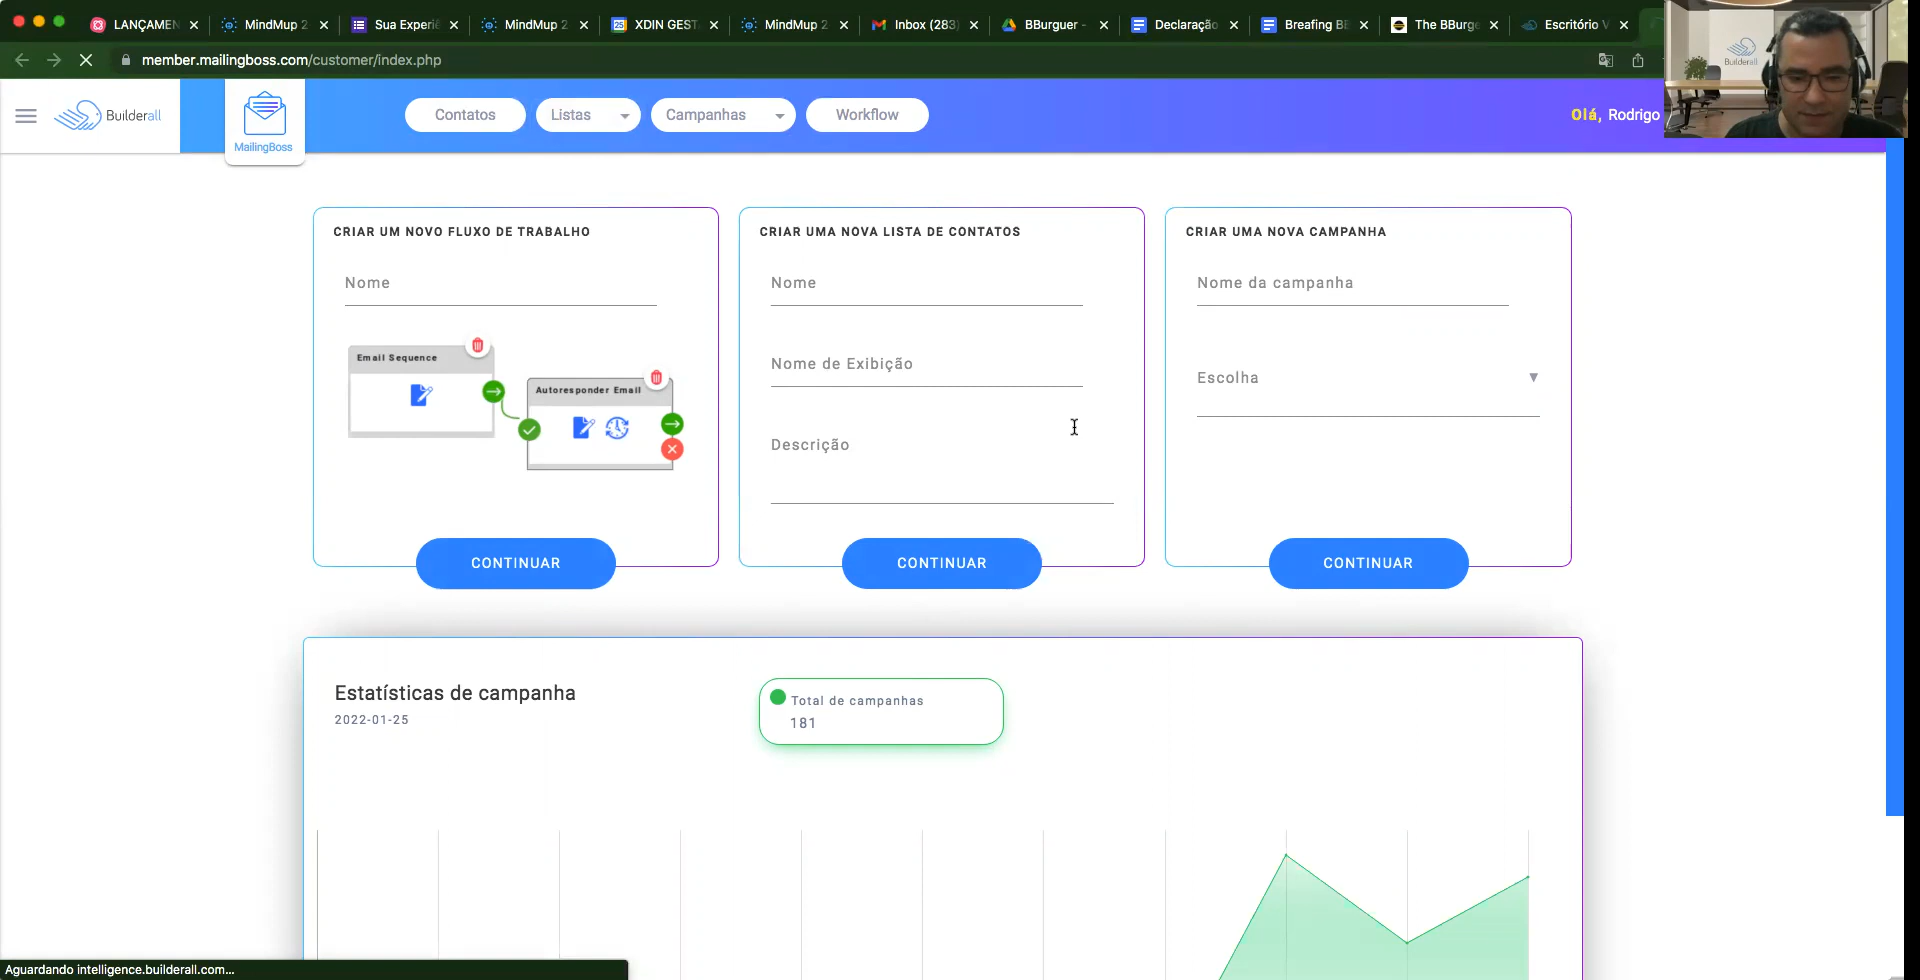 LANÇAMEN
MindMup 2
Sua Experiê
MindMup 2
25
XDIN GEST
MindMup 2
Inbox (283)
BBurguer -
Declaração
Breafing BB
The BBurge
Escritório V
member.mailingboss.com/customer/index.php
Builderall
MailingBoss
Contatos
Listas
Campanhas
Workflow
Olá, Rodrigo
Builderall
CRIAR UM NOVO FLUXO DE TRABALHO
Nome
Email Sequence
Autoresponder Email
CONTINUAR
CRIAR UMA NOVA LISTA DE CONTATOS
Nome
Nome de Exibição
Descrição
CONTINUAR
CRIAR UMA NOVA CAMPANHA
Nome da campanha
Escolha
CONTINUAR
Estatísticas de campanha
2022-01-25
Total de campanhas
181
Aguardando intelligence.builderall.com...